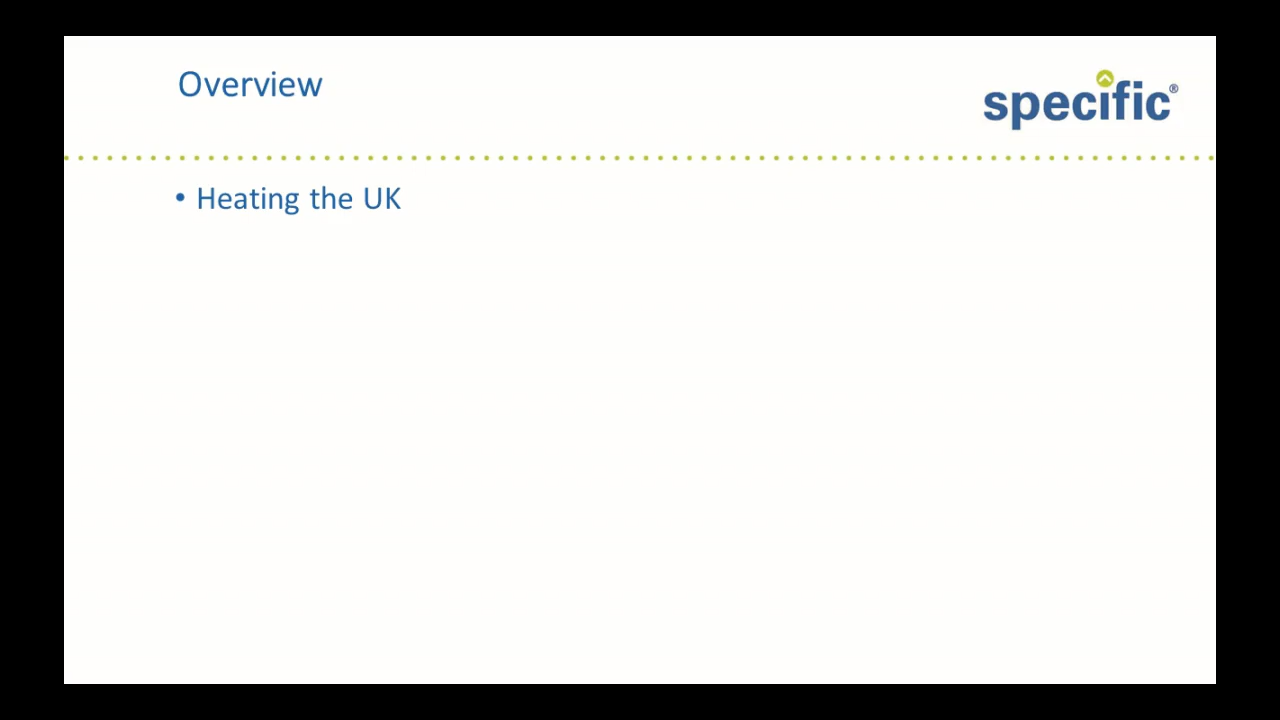 Overview
specific®
• Heating the UK